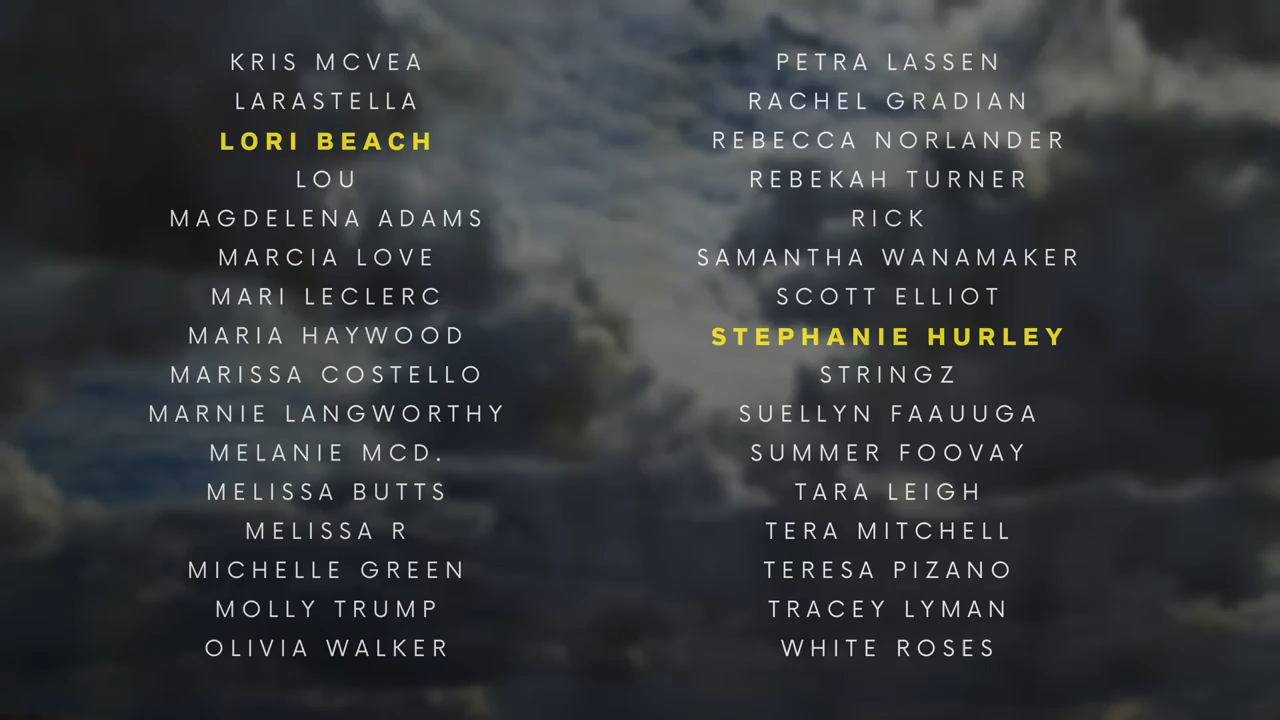 KRIS MCVEA
LARASTELLA
LORI BEACH
LOU
MAGDELENA ADAMS
MARCIA LOVE
MARI LECLERC
MARIA HAYWOOD
MARISSA COSTELLO
MARNIE LANGWORTHY
MELANIE MCD.
MELISSA BUTTS
MELISSA R
MICHELLE GREEN
MOLLY TRUMP
OLIVIA WALKER
PETRA LASSEN
RACHEL GRADIAN
REBECCA NORLANDER
REBEKAH TURNER
RICK
SAMANTHA WANAMAKER
SCOTT ELLIOT
STEPHANIE HURLEY
STRINGZ
SUELLYN FAAUUGA
SUMMER FOOVAY
TARA LEIGH
TERA MITCHELL
TERESA PIZANO
TRACEY LYMAN
WHITE ROSES